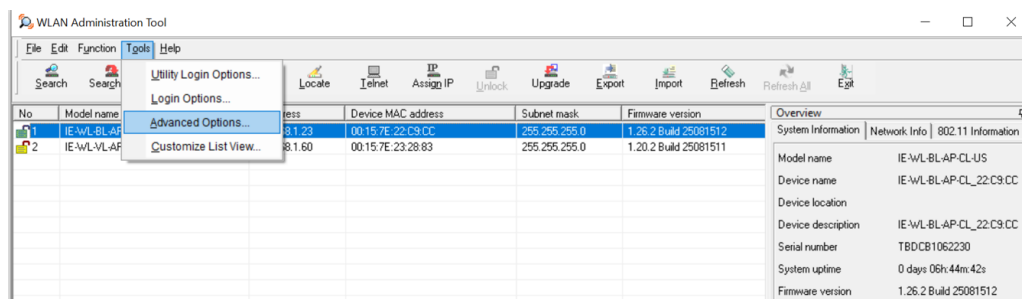 WLAN Administration Tool
File Edit Function Tools Help
Search Search Locate Telnet Assign IP Unlock Upgrade Export Import Refresh Refresh All Exit
IP
Utility Login Options...
Login Options...
Advanced Options...
Customize List View...
No Model name Device MAC address Subnet mask Firmware version
1 IE-WL-BL-AP 8.1.23 00:15:7E:22:C9:CC 255.255.255.0 1.26.2 Build 25081512
2 IE-WL-VL-AP 8.1.60 00:15:7E:23:28:83 255.255.255.0 1.20.2 Build 25081511
Overview
System Information Network Info 802.11 Information
Model name IE-WL-BL-AP-CL-US
Device name IE-WL-BL-AP-CL_22:C9:CC
Device location
Device description IE-WL-BL-AP-CL_22:C9:CC
Serial number TBDCB1062230
System uptime 0 days 06h:44m:42s
Firmware version 1.26.2 Build 25081512